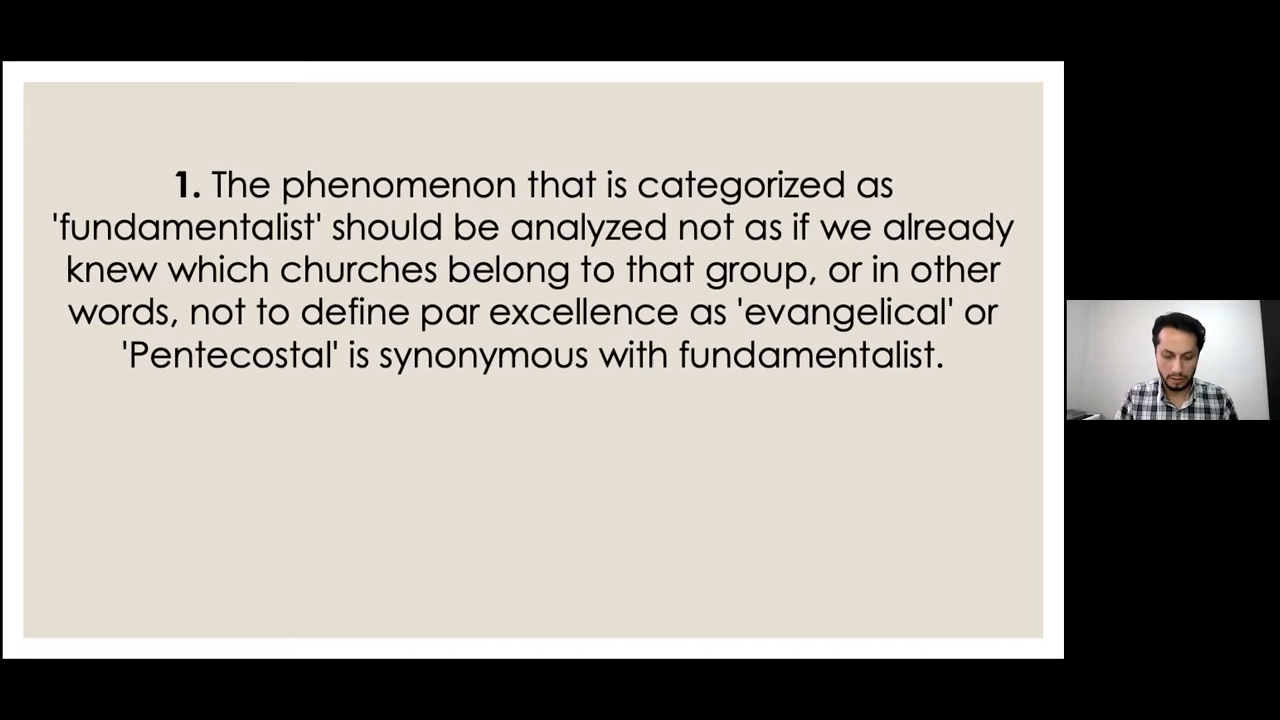 1. The phenomenon that is categorized as
'fundamentalist' should be analyzed not as if we already
knew which churches belong to that group, or in other
words, not to define par excellence as 'evangelical' or
'Pentecostal' is synonymous with fundamentalist.